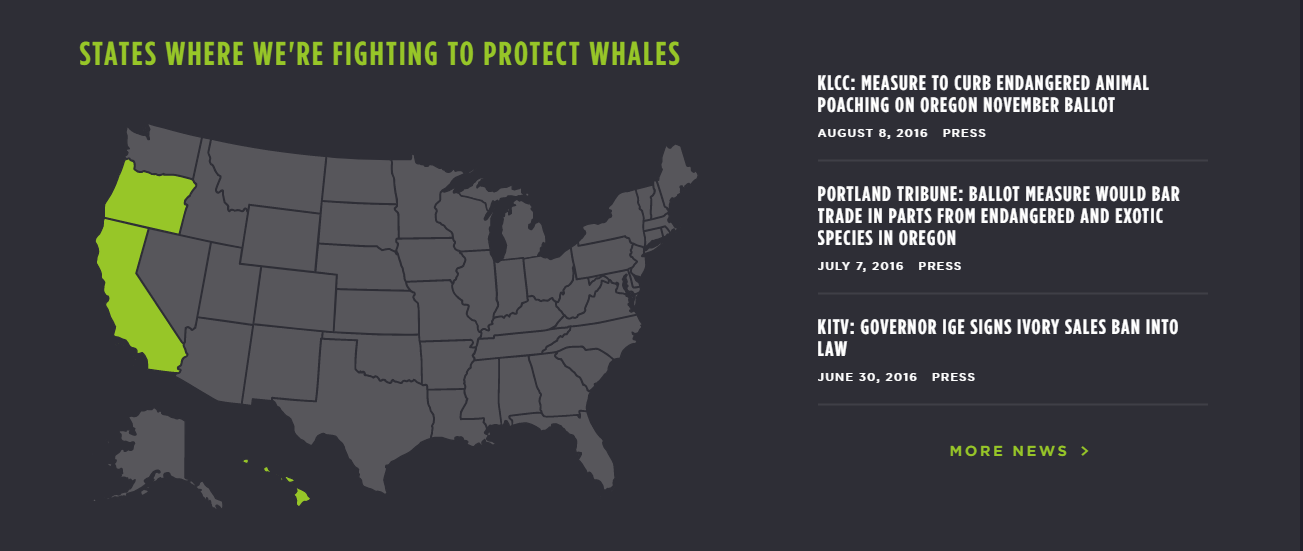 STATES WHERE WE'RE FIGHTING TO PROTECT WHALES
KLCC: MEASURE TO CURB ENDANGERED ANIMAL
POACHING ON OREGON NOVEMBER BALLOT
AUGUST 8, 2016 PRESS
PORTLAND TRIBUNE: BALLOT MEASURE WOULD BAR
TRADE IN PARTS FROM ENDANGERED AND EXOTIC
SPECIES IN OREGON
JULY 7, 2016 PRESS
KITV: GOVERNOR IGE SIGNS IVORY SALES BAN INTO
LAW
JUNE 30, 2016 PRESS
MORE NEWS >